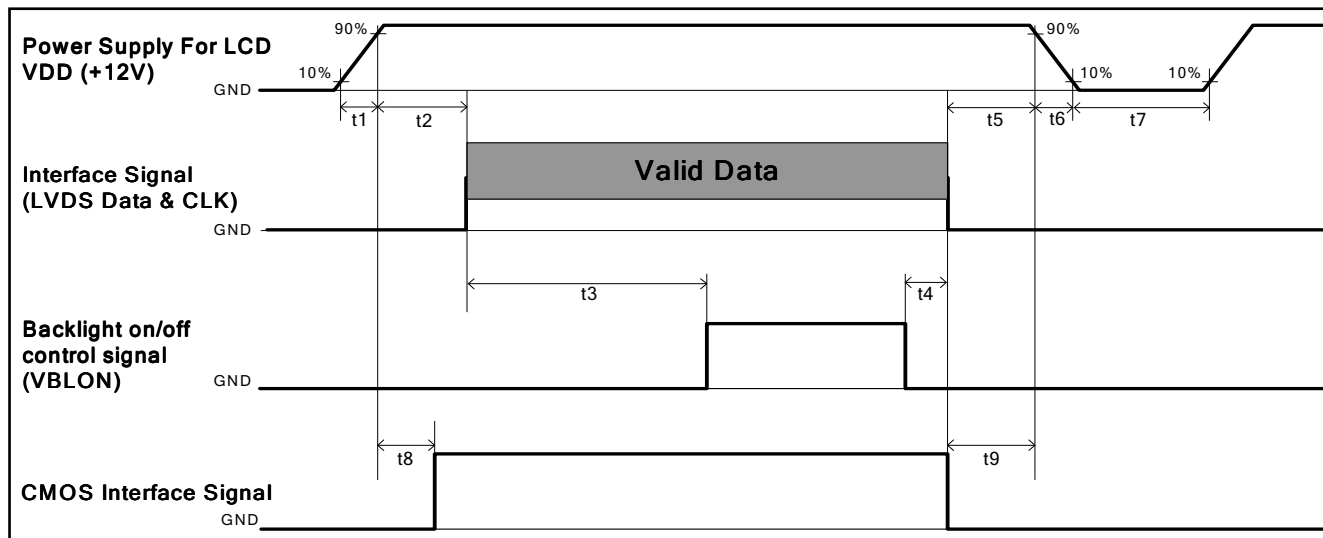 Power Supply For LCD
VDD (+12V)
90%
10%
GND
90%
10%
10%
t1
t2
t5
t6
t7
Interface Signal
(LVDS Data & CLK)
Valid Data
GND
t3
t4
Backlight on/off
control signal
(VBLON)
GND
t8
t9
CMOS Interface Signal
GND